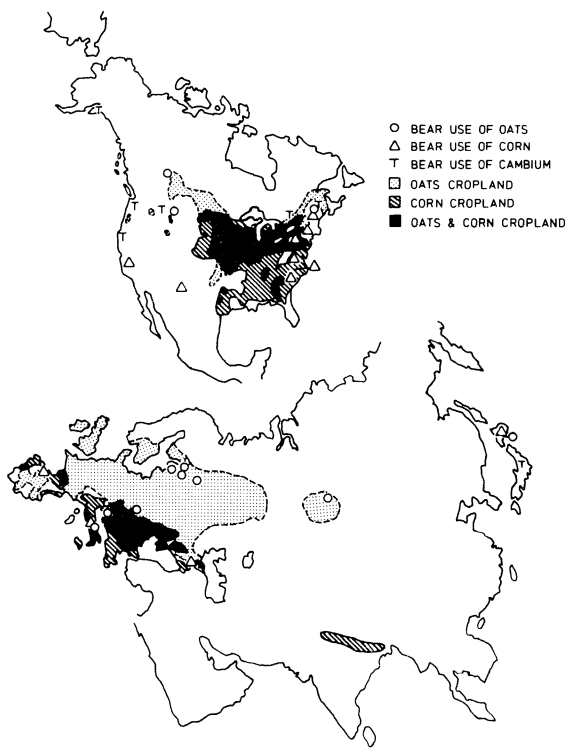 BEAR USE OF OATS
BEAR USE OF CORN
T BEAR USE OF CAMBIUM
OATS CROPLAND
CORN CROPLAND
OATS & CORN CROPLAND